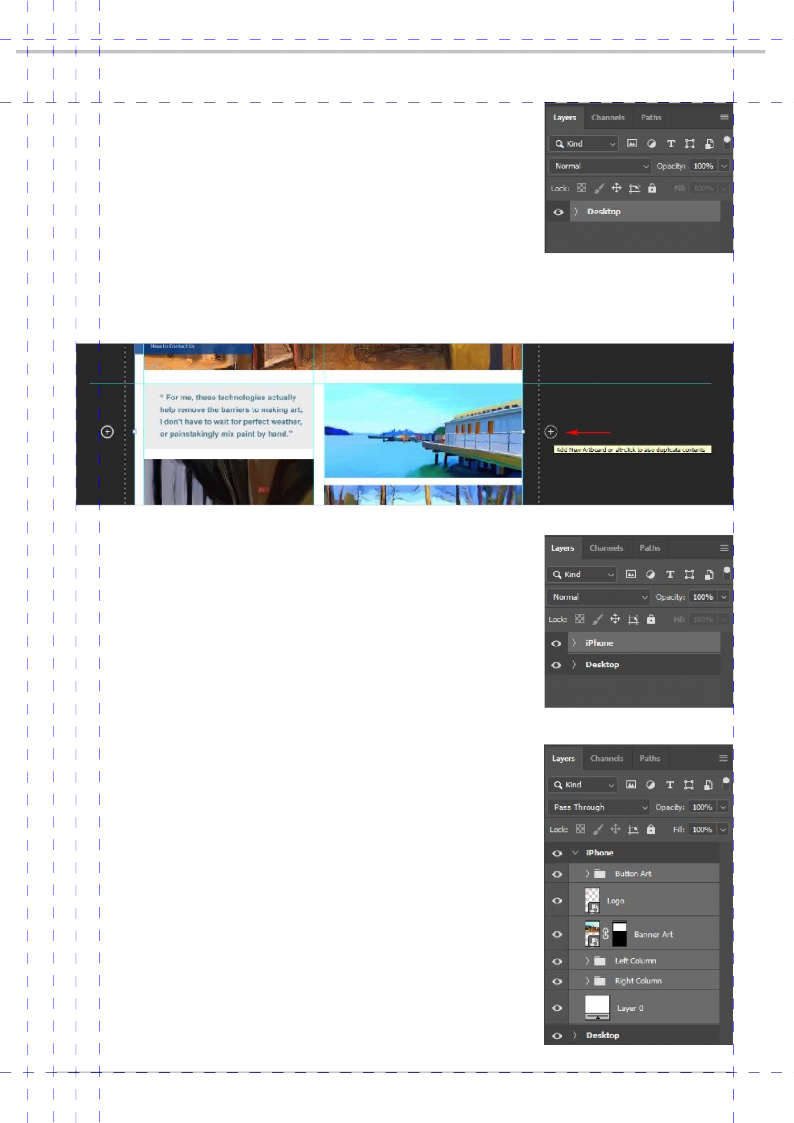 Layers Channels Paths
Kind
Normal Opacity: 100%
Lock: Fill: 100%
Desktop
How to Contact Us
" For me, these technologies actually
help remove the barriers to making art;
I don't have to wait for perfect weather,
or painstakingly mix paint by hand."
Add New Artboard or alt-click to also duplicate contents
Layers Channels Paths
Kind
Normal Opacity: 100%
Lock: Fill: 100%
iPhone
Desktop
Layers Channels Paths
Kind
Pass Through Opacity: 100%
Lock: Fill: 100%
iPhone
Button Art
Logo
Banner Art
Left Column
Right Column
Layer 0
Desktop